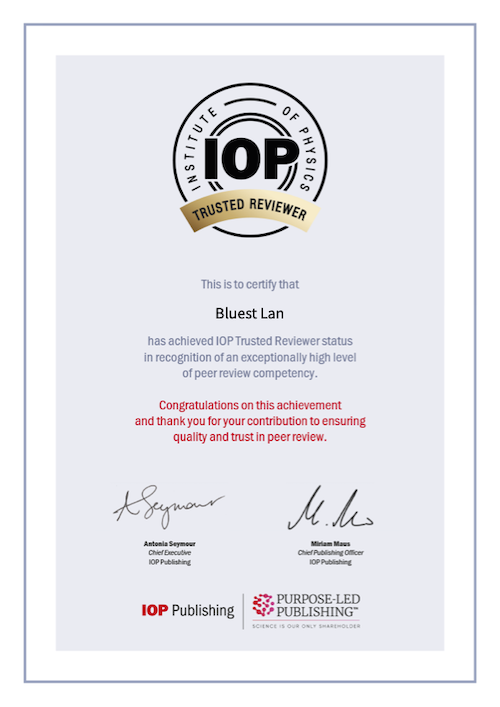 INSTITUTE OF PHYSICS
IOP
TRUSTED REVIEWER
This is to certify that
Bluest Lan
has achieved IOP Trusted Reviewer status
in recognition of an exceptionally high level
of peer review competency.
Congratulations on this achievement
and thank you for your contribution to ensuring
quality and trust in peer review.
A Seymour
M. Maus
Antonia Seymour
Chief Executive
IOP Publishing
Miriam Maus
Chief Publishing Officer
IOP Publishing
IOP Publishing
PURPOSE-LED
PUBLISHING™
SCIENCE IS OUR ONLY SHAREHOLDER